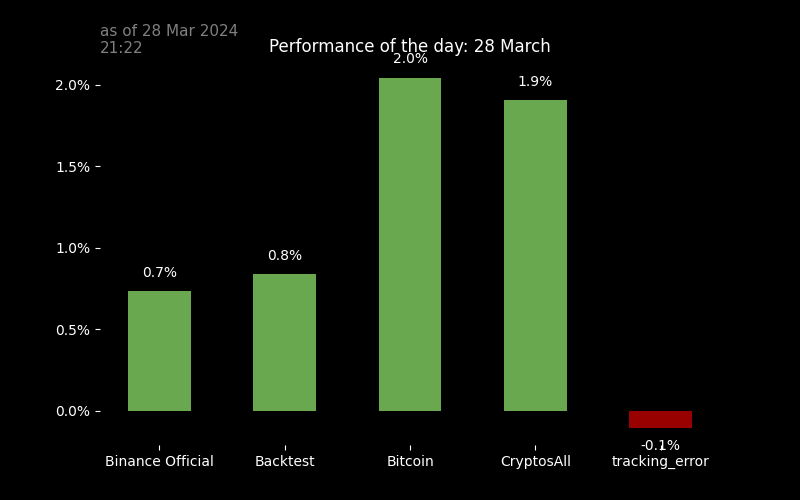 as of 28 Mar 2024
21:22
Performance of the day: 28 March
2.0%
2.0%
1.9%
1.5%
1.0%
0.8%
0.7%
0.5%
0.0%
-0.1%
Binance Official
Backtest
Bitcoin
CryptosAll
tracking_error